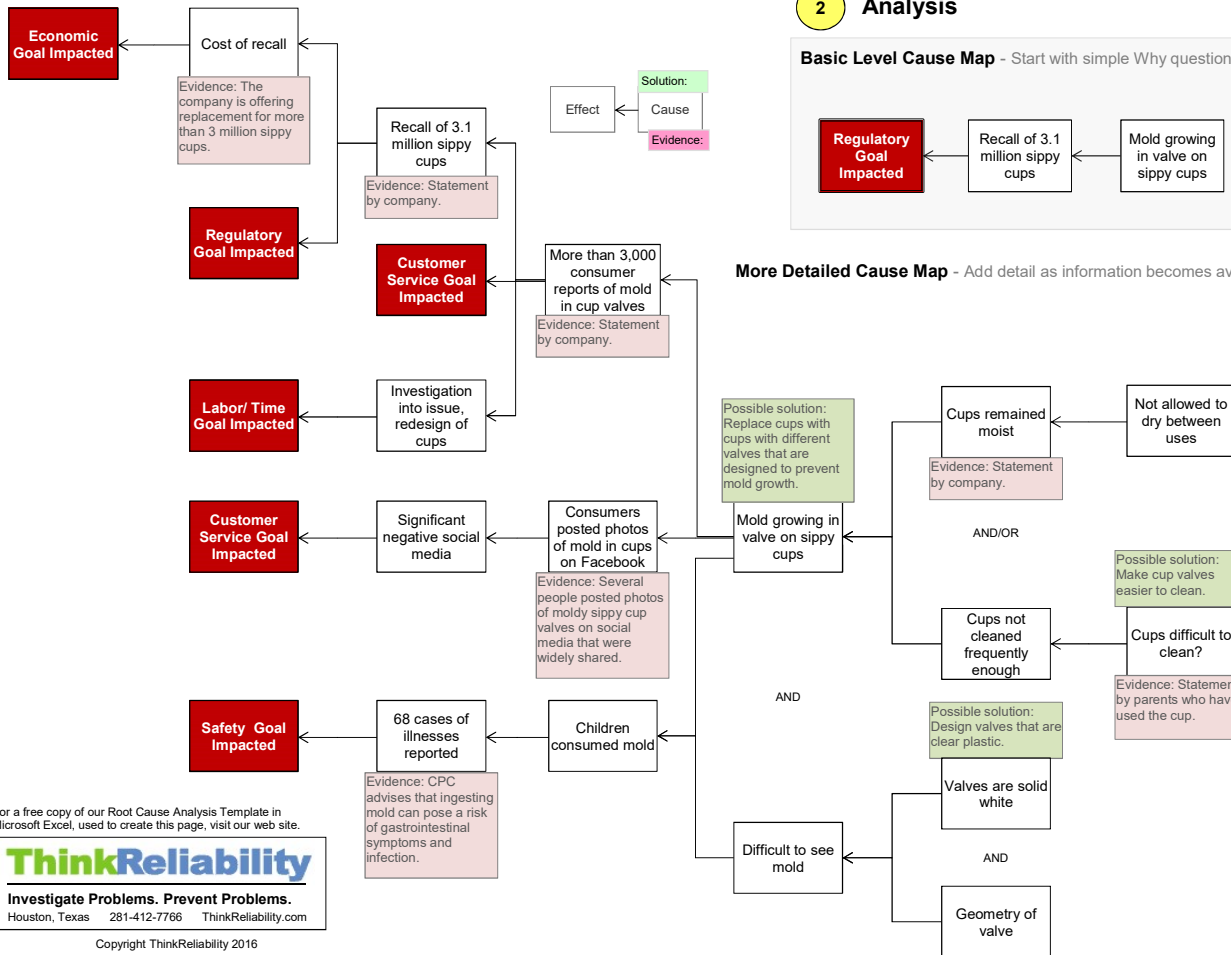 2
Analysis
Basic Level Cause Map - Start with simple Why question
Regulatory
Goal
Impacted
Recall of 3.1
million sippy
cups
Mold growing
in valve on
sippy cups
More Detailed Cause Map - Add detail as information becomes av
Economic
Goal Impacted
Cost of recall
Evidence: The
company is offering
replacement for more
than 3 million sippy
cups.
Solution:
Effect
Cause
Evidence:
Recall of 3.1
million sippy
cups
Evidence: Statement
by company.
Regulatory
Goal Impacted
Customer
Service Goal
Impacted
More than 3,000
consumer
reports of mold
in cup valves
Evidence: Statement
by company.
Labor/ Time
Goal Impacted
Investigation
into issue,
redesign of
cups
Possible solution:
Replace cups with
cups with different
valves that are
designed to prevent
mold growth.
Cups remained
moist
Evidence: Statement
by company.
Not allowed to
dry between
uses
Customer
Service Goal
Impacted
Significant
negative social
media
Consumers
posted photos
of mold in cups
on Facebook
Evidence: Several
people posted photos
of moldy sippy cup
valves on social
media that were
widely shared.
Mold growing in
valve on sippy
cups
AND/OR
Possible solution:
Make cup valves
easier to clean.
Cups not
cleaned
frequently
enough
Cups difficult to
clean?
Evidence: Statemen
by parents who hav
used the cup.
AND
Safety Goal
Impacted
68 cases of
illnesses
reported
Evidence: CPC
advises that ingesting
mold can pose a risk
of gastrointestinal
symptoms and
infection.
Children
consumed mold
Possible solution:
Design valves that are
clear plastic.
Valves are solid
white
Difficult to see
mold
AND
Geometry of
valve
or a free copy of our Root Cause Analysis Template in
icrosoft Excel, used to create this page, visit our web site.
ThinkReliability
Investigate Problems. Prevent Problems.
Houston, Texas 281-412-7766 ThinkReliability.com
Copyright ThinkReliability 2016